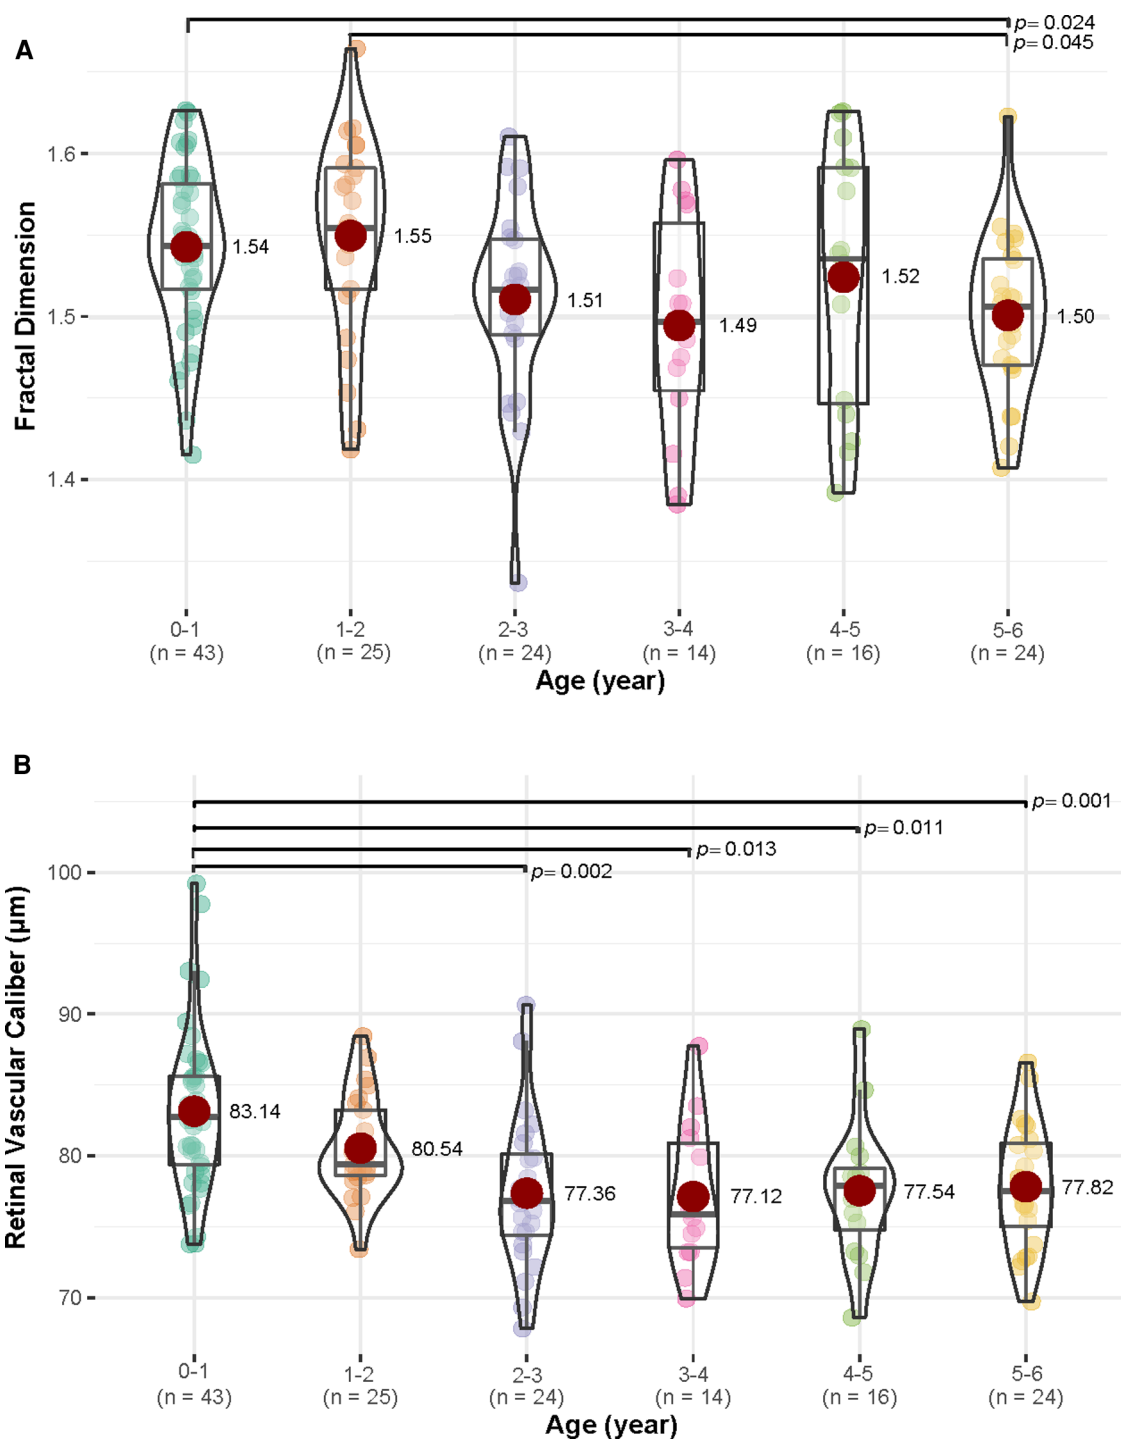 A
p= 0.024
p= 0.045
Fractal Dimension
1.6
1.5
1.4
1.54
1.55
1.51
1.49
1.52
1.50
0-1 1-2 2-3 3-4 4-5 5-6
(n = 43) (n = 25) (n = 24) (n = 14) (n = 16) (n = 24)
Age (year)
B
p= 0.001
p= 0.011
p= 0.013
p= 0.002
Retinal Vascular Caliber (μm)
100
90
80
70
83.14
80.54
77.36
77.12
77.54
77.82
0-1 1-2 2-3 3-4 4-5 5-6
(n = 43) (n = 25) (n = 24) (n = 14) (n = 16) (n = 24)
Age (year)